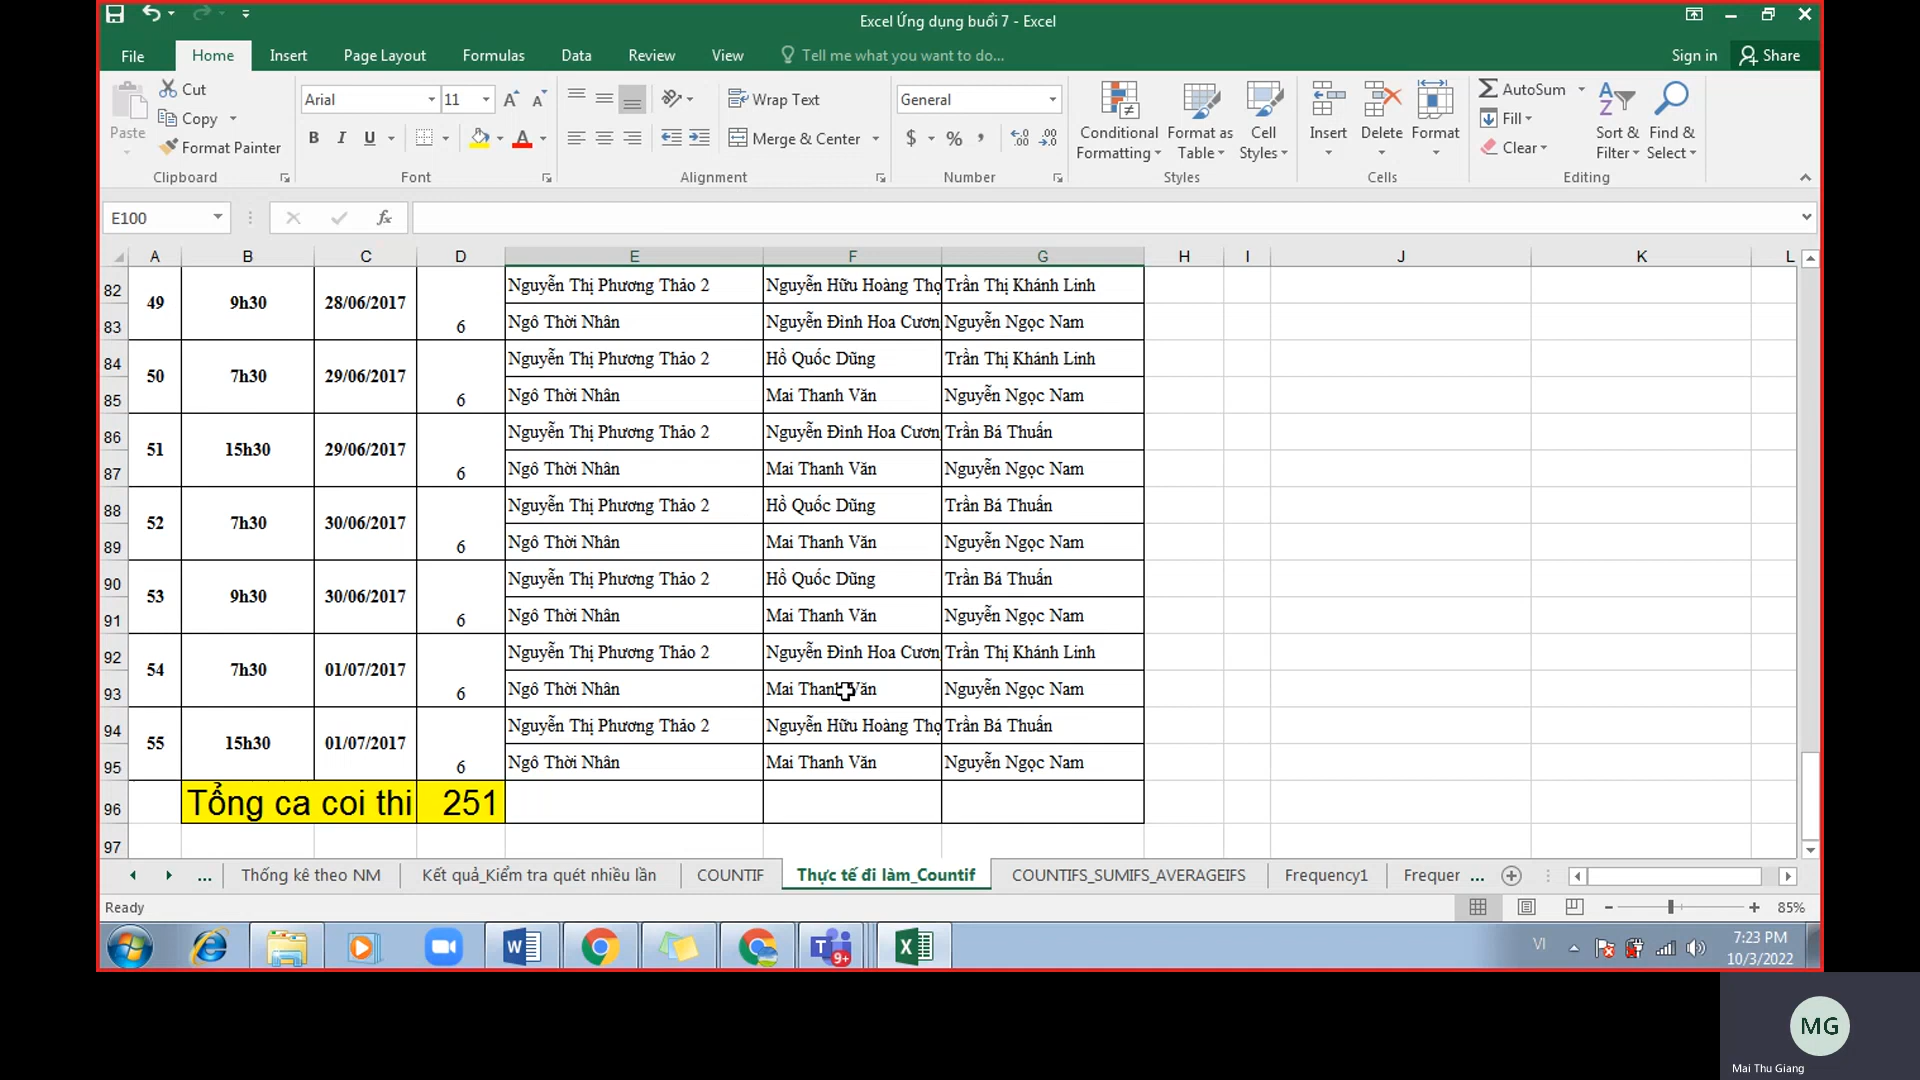 Excel Ứng dụng buổi 7 - Excel
File Home Insert Page Layout Formulas Data Review View Tell me what you want to do... Sign in Share
Paste Cut Copy Format Painter Clipboard
Arial 11 B I U Font
Wrap Text Merge & Center Alignment
General $ % , Number
Conditional Formatting Format as Table Cell Styles Styles
Insert Delete Format Cells
AutoSum Fill Clear Sort & Filter Find & Select Editing
E100 fx
A B C D E F G H I J K L
82 49 9h30 28/06/2017 6 Nguyễn Thị Phương Thảo 2 Nguyễn Hữu Hoàng Thọ Trần Thị Khánh Linh
83 Ngô Thời Nhân Nguyễn Đình Hoa Cương Nguyễn Ngọc Nam
84 50 7h30 29/06/2017 6 Nguyễn Thị Phương Thảo 2 Hồ Quốc Dũng Trần Thị Khánh Linh
85 Ngô Thời Nhân Mai Thanh Văn Nguyễn Ngọc Nam
86 51 15h30 29/06/2017 6 Nguyễn Thị Phương Thảo 2 Nguyễn Đình Hoa Cương Trần Bá Thuấn
87 Ngô Thời Nhân Mai Thanh Văn Nguyễn Ngọc Nam
88 52 7h30 30/06/2017 6 Nguyễn Thị Phương Thảo 2 Hồ Quốc Dũng Trần Bá Thuấn
89 Ngô Thời Nhân Mai Thanh Văn Nguyễn Ngọc Nam
90 53 9h30 30/06/2017 6 Nguyễn Thị Phương Thảo 2 Hồ Quốc Dũng Trần Bá Thuấn
91 Ngô Thời Nhân Mai Thanh Văn Nguyễn Ngọc Nam
92 54 7h30 01/07/2017 6 Nguyễn Thị Phương Thảo 2 Nguyễn Đình Hoa Cương Trần Thị Khánh Linh
93 Ngô Thời Nhân Mai Thanh Văn Nguyễn Ngọc Nam
94 55 15h30 01/07/2017 6 Nguyễn Thị Phương Thảo 2 Nguyễn Hữu Hoàng Thọ Trần Bá Thuấn
95 Ngô Thời Nhân Mai Thanh Văn Nguyễn Ngọc Nam
96 Tổng ca coi thi 251
97
... Thống kê theo NM Kết quả_Kiểm tra quét nhiều lần COUNTIF Thực tế đi làm_Countif COUNTIFS_SUMIFS_AVERAGEIFS Frequency1 Frequer ...
Ready 85%
9+ VI 7:23 PM
10/3/2022
MG
Mai Thu Giang